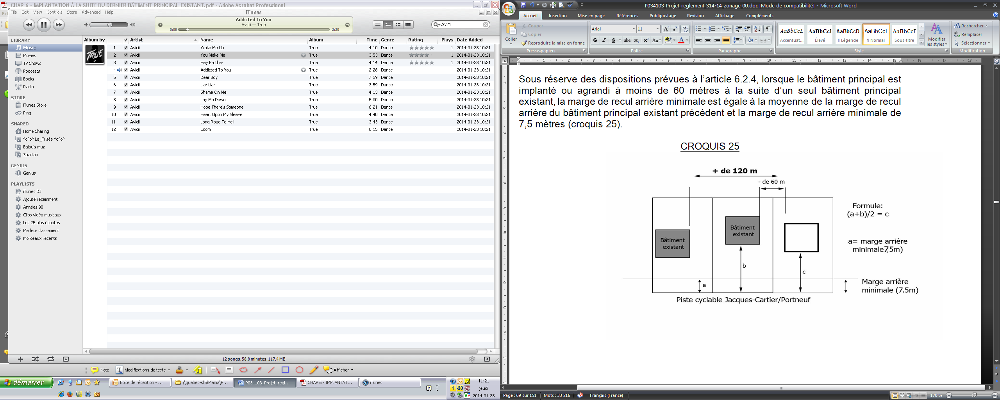 CHAP 6 - IMPLANTATION À LA SUITE DU DERNIER BÂTIMENT PRINCIPAL EXISTANT.pdf - Adobe Acrobat Professional
File Edit View Controls Store Advanced Help
iTunes
Addicted To You
Avicii — True
0:08 -2:20
Avicii
LIBRARY
Music
Movies
TV Shows
Podcasts
Books
Radio
STORE
iTunes Store
Ping
SHARED
Home Sharing
°o°o° La_Frisée °o°o°
Balou's muz
Spartan
GENIUS
Genius
PLAYLISTS
iTunes DJ
Ajouté récemment
Années 90
Clips vidéo musicaux
Les 25 plus écoutés
Meilleur classement
Morceaux récents
Album by Artist Name Album Time Genre Rating Plays Date Added
TRUE
1 Avicii Wake Me Up True 4:10 Dance 1 2014-01-23 10:21
2 Avicii You Make Me True 3:53 Dance 1 2014-01-23 10:21
3 Avicii Hey Brother True 4:14 Dance 1 2014-01-23 10:21
4 Avicii Addicted To You True 2:28 Dance 2014-01-23 10:21
5 Avicii Dear Boy True 7:59 Dance 2014-01-23 10:21
6 Avicii Liar Liar True 3:59 Dance 2014-01-23 10:21
7 Avicii Shame On Me True 4:13 Dance 2014-01-23 10:21
8 Avicii Lay Me Down True 5:00 Dance 2014-01-23 10:21
9 Avicii Hope There's Someone True 6:21 Dance 2014-01-23 10:21
10 Avicii Heart Upon My Sleeve True 4:40 Dance 2014-01-23 10:21
11 Avicii Long Road To Hell True 3:43 Dance 2014-01-23 10:21
12 Avicii Edom True 8:15 Dance 2014-01-23 10:21
12 songs, 58,8 minutes, 117,4 MB
Note Modifications de texte Afficher
démarrer
Boîte de réception - ...
\\quebec-sf5\Plania\P...
P034103_Projet_regl...
CHAP 6 - IMPLANTAT...
iTunes
1 -20
11:21
jeudi
2014-01-23
P034103_Projet_reglement_314-14_zonage_00.doc [Mode de compatibilité] - Microsoft Word
Accueil Insertion Mise en page Références Publipostage Révision Affichage Compléments
Coller
Couper
Copier
Reproduire la mise en forme
Presse-papiers
Arial 11
G I S abc x₂ x² Aa
Police
Paragraphe
AaBbCcL AaBbCcI AaBbCcD AaBbCcI AaBbCcI
Accentuat... Élevé ¶ Légende ¶ Normal Sous-titre
Modifier
les styles
Style
Rechercher
Remplacer
Sélectionner
Modification
1 2 3 4 5 6 7 8 9 10 11 12 13 14 15 16 17 18
Sous réserve des dispositions prévues à l'article 6.2.4, lorsque le bâtiment principal est
implanté ou agrandi à moins de 60 mètres à la suite d'un seul bâtiment principal
existant, la marge de recul arrière minimale est égale à la moyenne de la marge de recul
arrière du bâtiment principal existant précédent et la marge de recul arrière minimale de
7,5 mètres (croquis 25).
CROQUIS 25
+ de 120 m
- de 60 m
Bâtiment
existant
Bâtiment
existant
a
b
c
Formule:
(a+b)/2 = c
a= marge arrière
minimale7.5m)
Marge arrière
minimale (7.5m)
Piste cyclable Jacques-Cartier/Portneuf
Page : 69 sur 151 Mots : 33 216 Français (France) 170 %